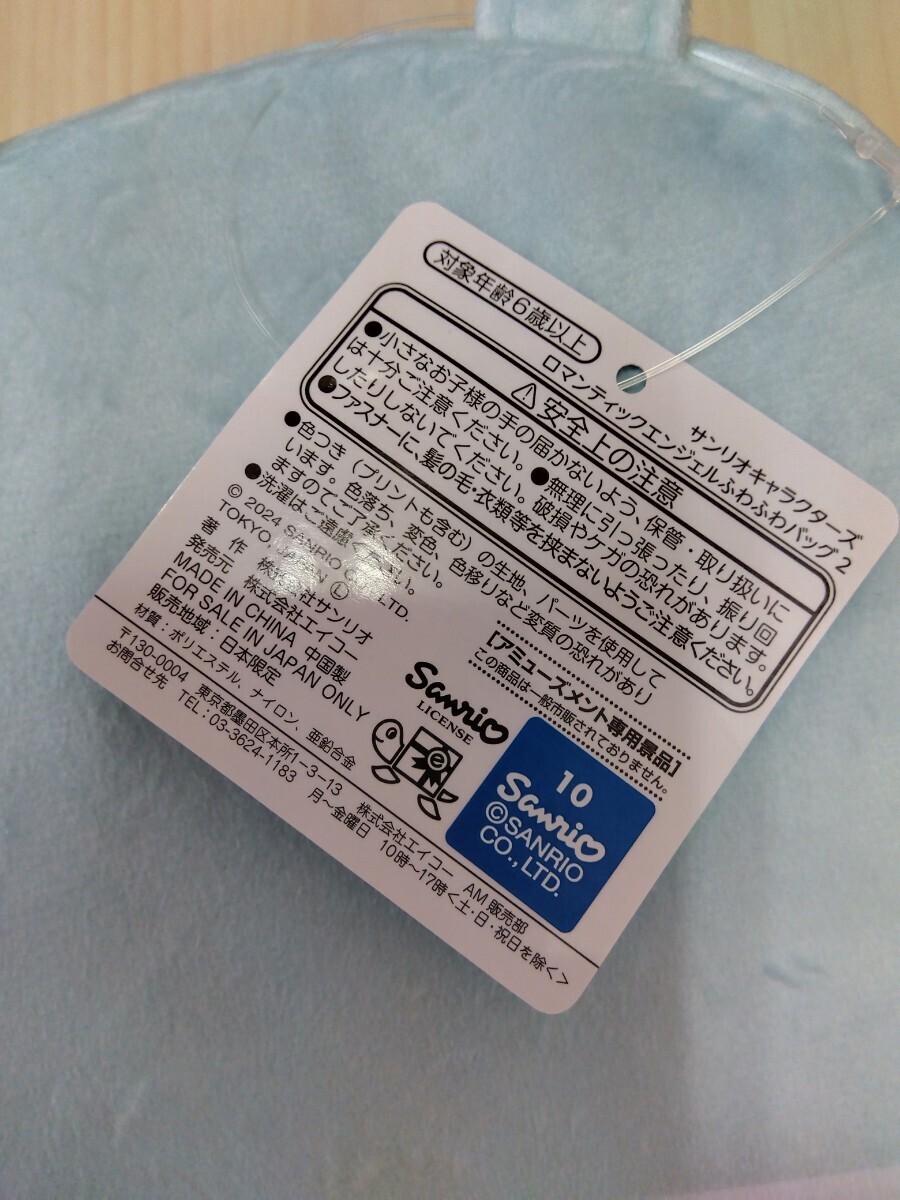 サンリオキャラクターズ
ロマンティックエンジェルふわふわバッグ2
対象年齢6歳以上
⚠安全上の注意
●小さなお子様の手の届かないよう、保管・取り扱いに
は十分ご注意ください。●無理に引っ張ったり、振り回
したりしないでください。破損やケガの恐れがあります。
●ファスナーに、髪の毛・衣類等を挟まないようご注意ください。
●色つき(プリントも含む)の生地、パーツを使用して
います。色落ち、変色、色移りなど変質の恐れがあり
ますのでご了承ください。
●洗濯はご遠慮ください。
© 2024 SANRIO CO., LTD.
TOKYO, JAPAN Ⓛ
著作 株式会社サンリオ
発売元 株式会社エイコー
MADE IN CHINA 中国製
FOR SALE IN JAPAN ONLY
販売地域:日本限定
材質:ポリエステル、ナイロン、亜鉛合金
[アミューズメント専用景品]
この商品は一般市販されておりません。
Sanrio
LICENSE
e
10
Sanrio
©SANRIO
CO.,LTD.
〒130-0004 東京都墨田区本所1-3-13 株式会社エイコー AM販売部
お問合せ先 TEL:03-3624-1183 月~金曜日 10時~17時<土・日・祝日を除く>